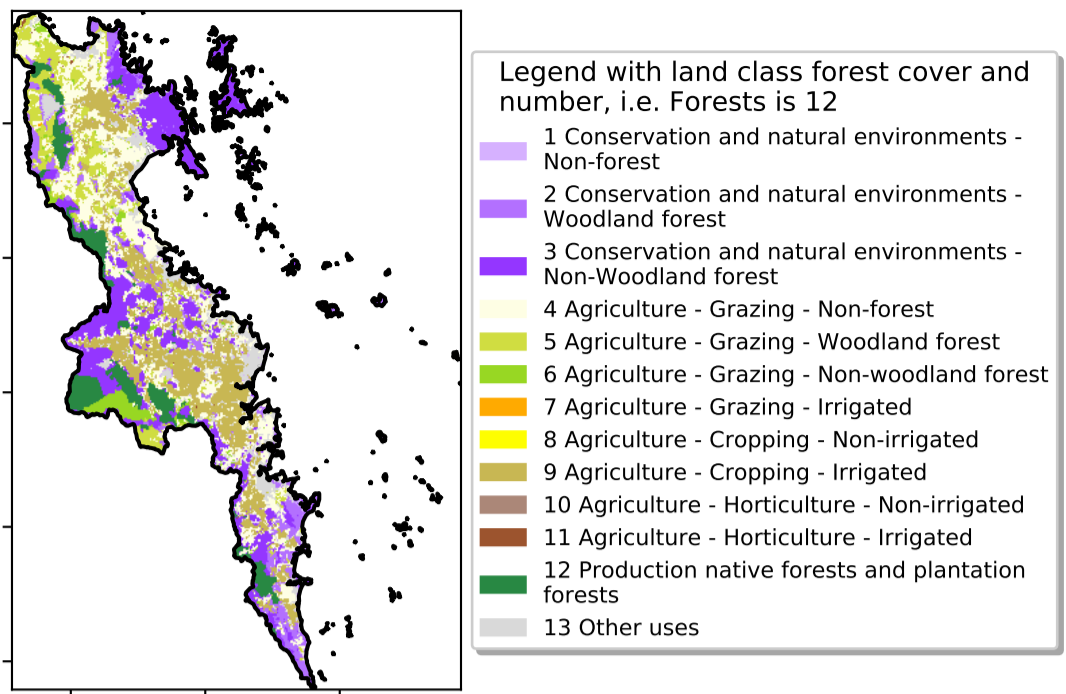 Legend with land class forest cover and
number, i.e. Forests is 12
1 Conservation and natural environments -
Non-forest
2 Conservation and natural environments -
Woodland forest
3 Conservation and natural environments -
Non-Woodland forest
4 Agriculture - Grazing - Non-forest
5 Agriculture - Grazing - Woodland forest
6 Agriculture - Grazing - Non-woodland forest
7 Agriculture - Grazing - Irrigated
8 Agriculture - Cropping - Non-irrigated
9 Agriculture - Cropping - Irrigated
10 Agriculture - Horticulture - Non-irrigated
11 Agriculture - Horticulture - Irrigated
12 Production native forests and plantation
forests
13 Other uses